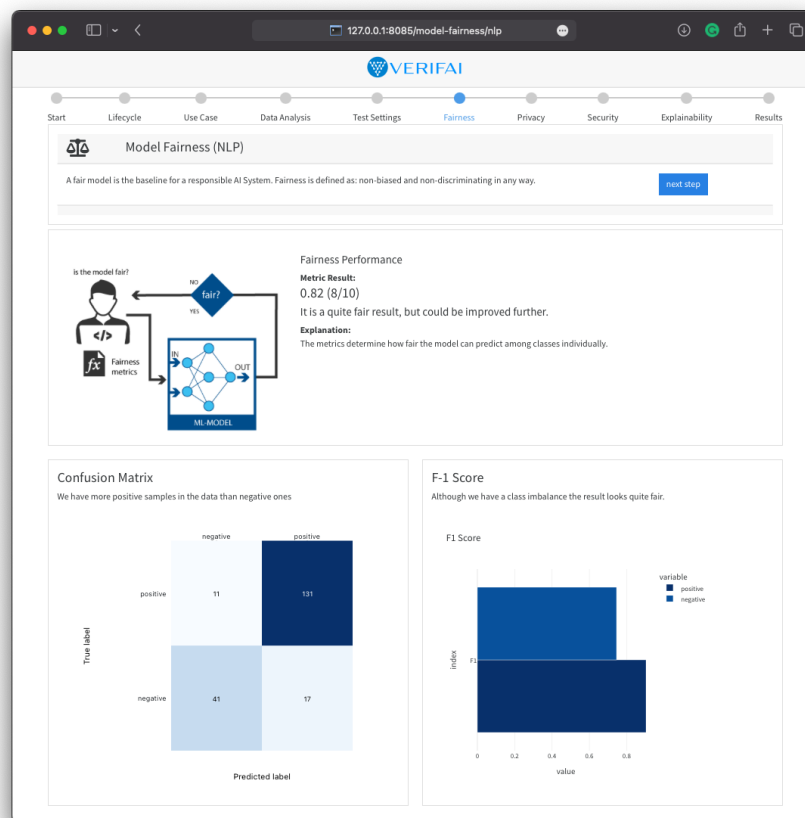 127.0.0.1:8085/model-fairness/nlp
VERIFAI
Start Lifecycle Use Case Data Analysis Test Settings Fairness Privacy Security Explainability Results
Model Fairness (NLP)
A fair model is the baseline for a responsible AI System. Fairness is defined as: non-biased and non-discriminating in any way.
next step
Is the model fair?
NO
fair?
YES
</>
fx
Fairness
metrics
IN
OUT
ML-MODEL
Fairness Performance
Metric Result:
0.82 (8/10)
It is a quite fair result, but could be improved further.
Explanation:
The metrics determine how fair the model can predict among classes individually.
Confusion Matrix
We have more positive samples in the data than negative ones
negative positive
positive 11 131
True label
negative 41 17
Predicted label
F-1 Score
Although we have a class imbalance the result looks quite fair.
F1 Score
variable
positive
negative
index
F1
0 0.2 0.4 0.6 0.8
value